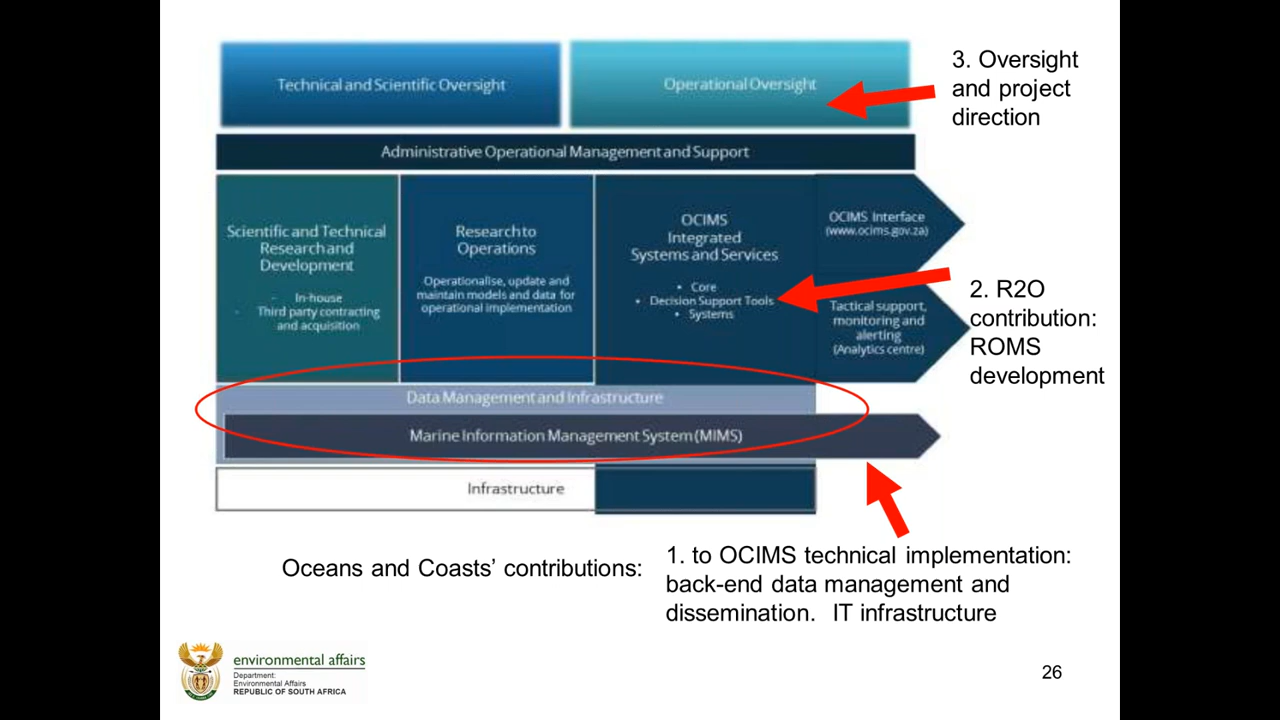 Technical and Scientific Oversight
Operational Oversight
3. Oversight
and project
direction
Administrative Operational Management and Support
Scientific and Technical
Research and
Development
- In-house
- Third party contracting
and acquisition
Research to
Operations
Operationalise, update and
maintain models and data for
operational implementation
OCIMS
Integrated
Systems and Services
• Core
• Decision Support Tools
• Systems
OCIMS Interface
(www.ocims.gov.za)
Tactical support,
monitoring and
alerting
(Analytics centre)
2. R2O
contribution:
ROMS
development
Data Management and Infrastructure
Marine Information Management System (MIMS)
Infrastructure
Oceans and Coasts’ contributions:
1. to OCIMS technical implementation:
back-end data management and
dissemination. IT infrastructure
environmental affairs
Department:
Environmental Affairs
REPUBLIC OF SOUTH AFRICA
26